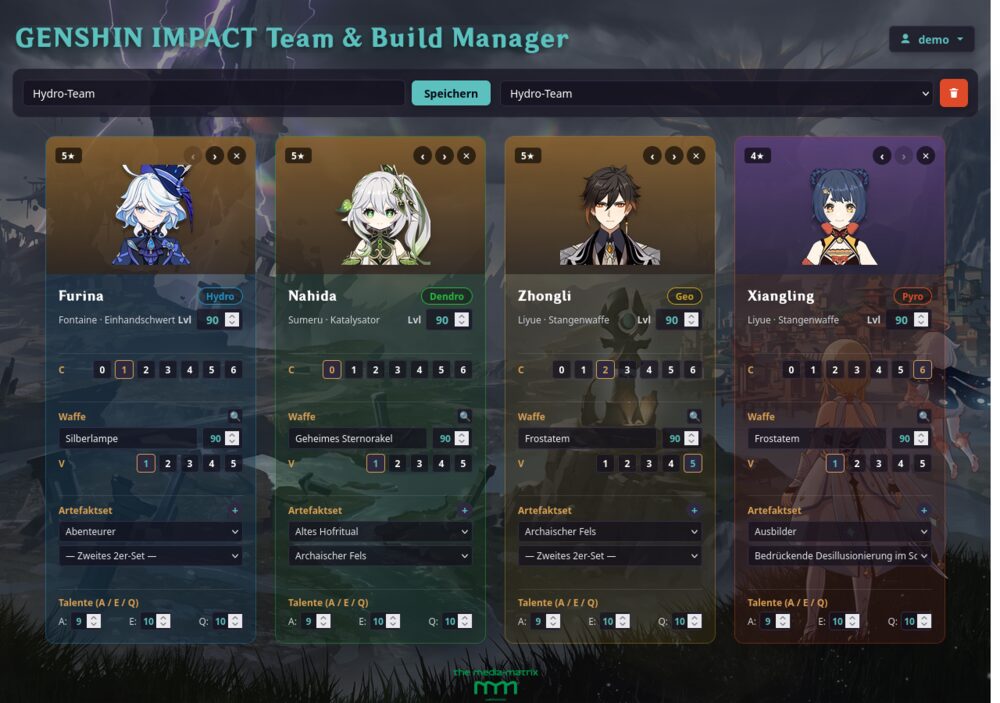 GENSHIN IMPACT Team & Build Manager
demo
Hydro-Team Speichern Hydro-Team
5★ ‹ › ×
Furina Hydro
Fontaine · Einhandschwert Lvl 90
C 0 1 2 3 4 5 6
Waffe
Silberlampe 90
V 1 2 3 4 5
Artefaktset +
Abenteurer
— Zweites 2er-Set —
Talente (A / E / Q)
A: 9 E: 10 Q: 10
5★ ‹ › ×
Nahida Dendro
Sumeru · Katalysator Lvl 90
C 0 1 2 3 4 5 6
Waffe
Geheimes Sternorakel 90
V 1 2 3 4 5
Artefaktset +
Altes Hofritual
Archaischer Fels
Talente (A / E / Q)
A: 9 E: 10 Q: 10
5★ ‹ › ×
Zhongli Geo
Liyue · Stangenwaffe Lvl 90
C 0 1 2 3 4 5 6
Waffe
Frostatem 90
V 1 2 3 4 5
Artefaktset +
Archaischer Fels
— Zweites 2er-Set —
Talente (A / E / Q)
A: 9 E: 10 Q: 10
4★ ‹ › ×
Xiangling Pyro
Liyue · Stangenwaffe Lvl 90
C 0 1 2 3 4 5 6
Waffe
Frostatem 90
V 1 2 3 4 5
Artefaktset +
Ausbilder
Bedrückende Desillusionierung im Sc
Talente (A / E / Q)
A: 9 E: 10 Q: 10
the media-matrix
mm